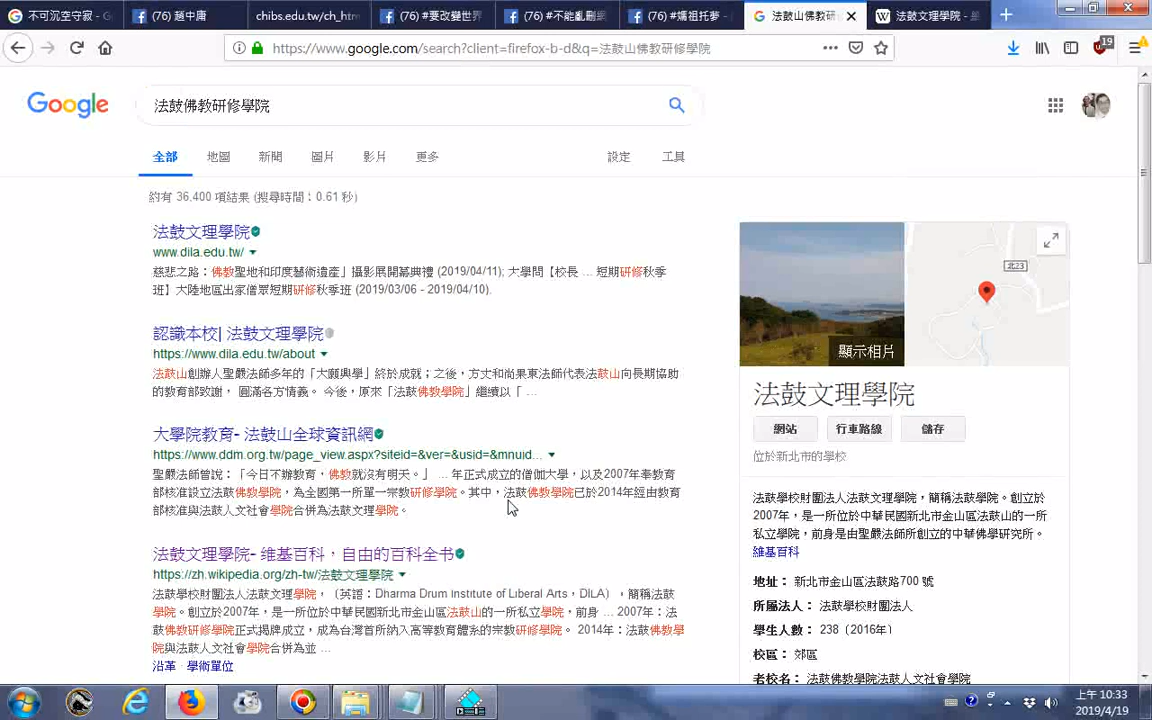 不可沉空守寂 - G
(76) 趙中庸
chibs.edu.tw/ch_htm
(76) #要改變世界
(76) #不能亂刪網
(76) #媽祖托夢 -
法鼓山佛教研
法鼓文理學院 -
https://www.google.com/search?client=firefox-b-d&q=法鼓山佛教研修學院
19
Google
法鼓佛教研修學院
全部 地圖 新聞 圖片 影片 更多 設定 工具
約有 36,400 項結果 (搜尋時間：0.61 秒)
法鼓文理學院
www.dila.edu.tw/
慈悲之路：佛教聖地和印度藝術遺產」攝影展開幕典禮 (2019/04/11); 大學問【校長 ... 短期研修秋季
班】大陸地區出家僧眾短期研修秋季班 (2019/03/06 - 2019/04/10).
認識本校| 法鼓文理學院
https://www.dila.edu.tw/about
法鼓山創辦人聖嚴法師多年的「大願興學」終於成就；之後，方丈和尚果東法師代表法鼓山向長期協助
的教育部致謝， 圓滿各方情義。 今後，原來「法鼓佛教學院」繼續以「 ...
大學院教育- 法鼓山全球資訊網
https://www.ddm.org.tw/page_view.aspx?siteid=&ver=&usid=&mnuid...
聖嚴法師曾說：「今日不辦教育，佛教就沒有明天。」 ... 年正式成立的僧伽大學，以及2007年奉教育
部核准設立法鼓佛教學院，為全國第一所單一宗教研修學院。其中，法鼓佛教學院已於2014年經由教育
部核准與法鼓人文社會學院合併為法鼓文理學院。
法鼓文理學院- 维基百科，自由的百科全书
https://zh.wikipedia.org/zh-tw/法鼓文理學院
法鼓學校財團法人法鼓文理學院，（英語：Dharma Drum Institute of Liberal Arts，DILA），簡稱法鼓
學院。創立於2007年，是一所位於中華民國新北市金山區法鼓山的一所私立學院，前身 ... 2007年：法
鼓佛教研修學院正式揭牌成立，成為台灣首所納入高等教育體系的宗教研修學院。 2014年：法鼓佛教學
院與法鼓人文社會學院合併為並 ...
沿革 學術單位
北23
顯示相片
法鼓文理學院
網站 行車路線 儲存
位於新北市的學校
法鼓學校財團法人法鼓文理學院，簡稱法鼓學院。創立於
2007年，是一所位於中華民國新北市金山區法鼓山的一所
私立學院，前身是由聖嚴法師所創立的中華佛學研究所。
維基百科
地址： 新北市金山區法鼓路700 號
所屬法人： 法鼓學校財團法人
學生人數： 238（2016年）
校區： 郊區
老校名： 法鼓佛教學院法鼓人文社會學院
上午 10:33
2019/4/19